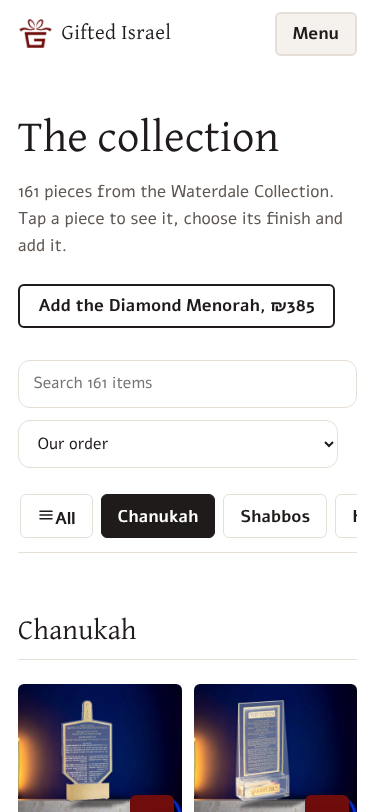 Gifted Israel
Menu
The collection
161 pieces from the Waterdale Collection.
Tap a piece to see it, choose its finish and
add it.
Add the Diamond Menorah, ₪385
Search 161 items
Our order
All
Chanukah
Shabbos
Chanukah